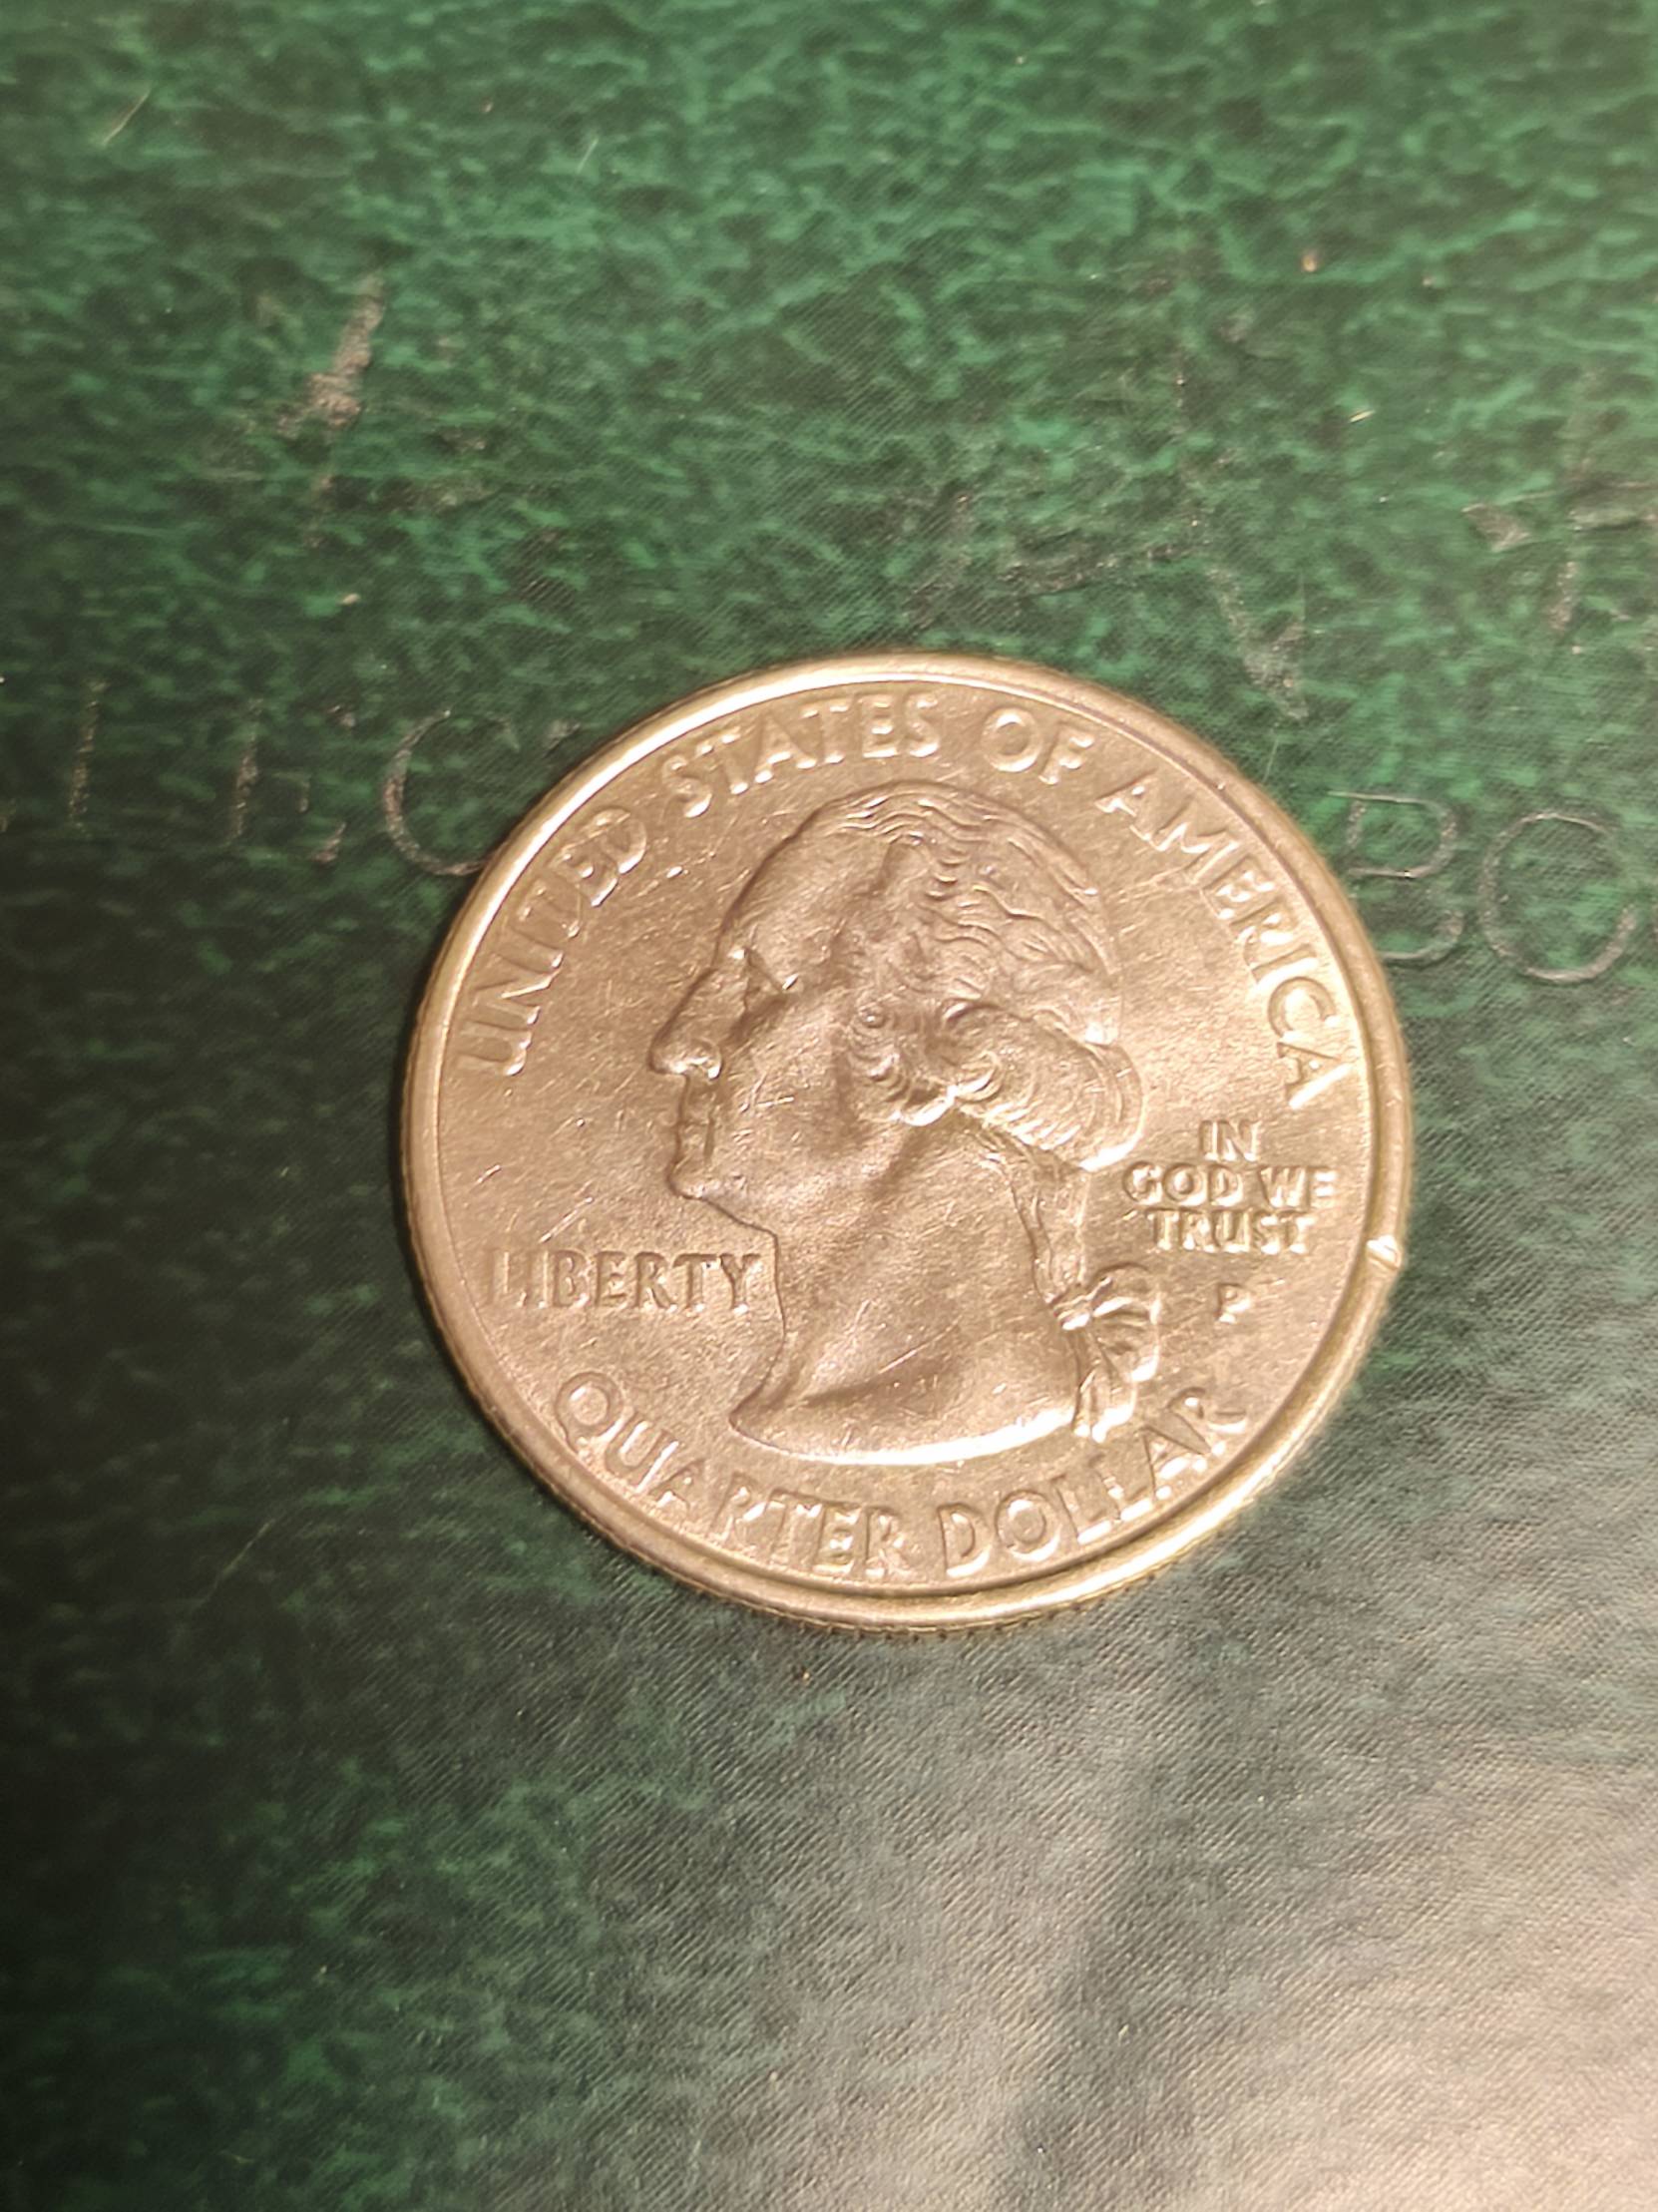 UNITED STATES OF AMERICA
LIBERTY
IN
GOD WE
TRUST
P
QUARTER DOLLAR